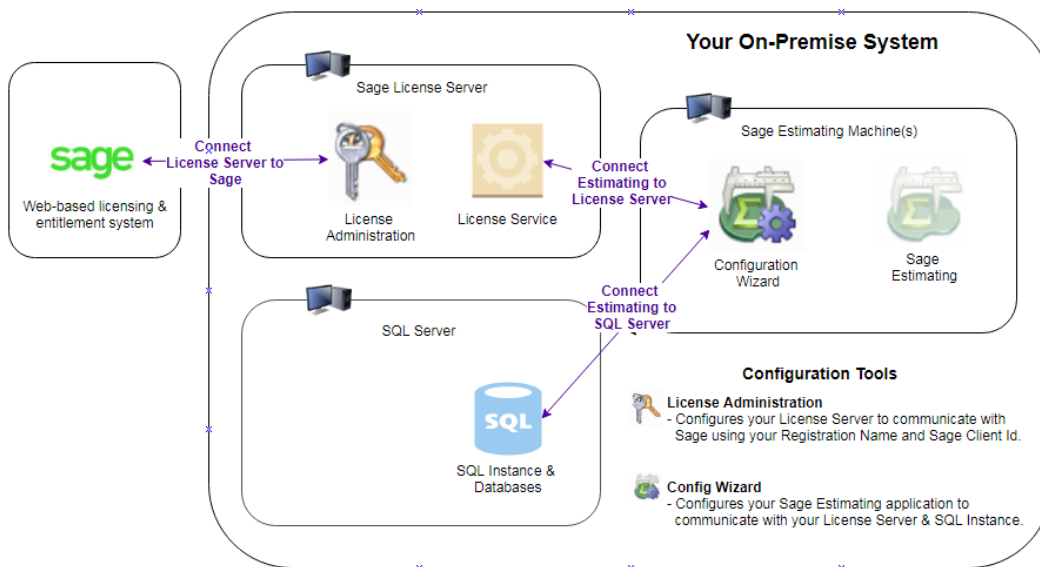 Your On-Premise System
Sage License Server
Sage Estimating Machine(s)
sage
Web-based licensing &
entitlement system
Connect
License Server to
Sage
License
Administration
License Service
Connect
Estimating to
License Server
Configuration
Wizard
Sage
Estimating
Connect
Estimating to
SQL Server
SQL Server
SQL
SQL Instance &
Databases
Configuration Tools
License Administration
- Configures your License Server to communicate with
Sage using your Registration Name and Sage Client Id.
Config Wizard
- Configures your Sage Estimating application to
communicate with your License Server & SQL Instance.